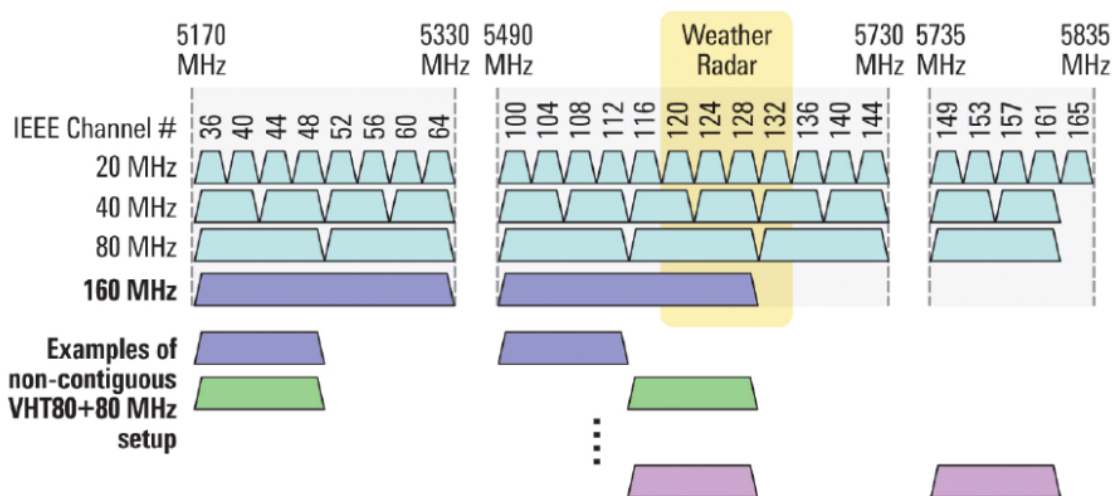 5170 MHz
5330 MHz
5490 MHz
Weather Radar
5730 MHz
5735 MHz
5835 MHz
IEEE Channel # 36 40 44 48 52 56 60 64 100 104 108 112 116 120 124 128 132 136 140 144 149 153 157 161 165
20 MHz
40 MHz
80 MHz
160 MHz
Examples of
non-contiguous
VHT80+80 MHz
setup